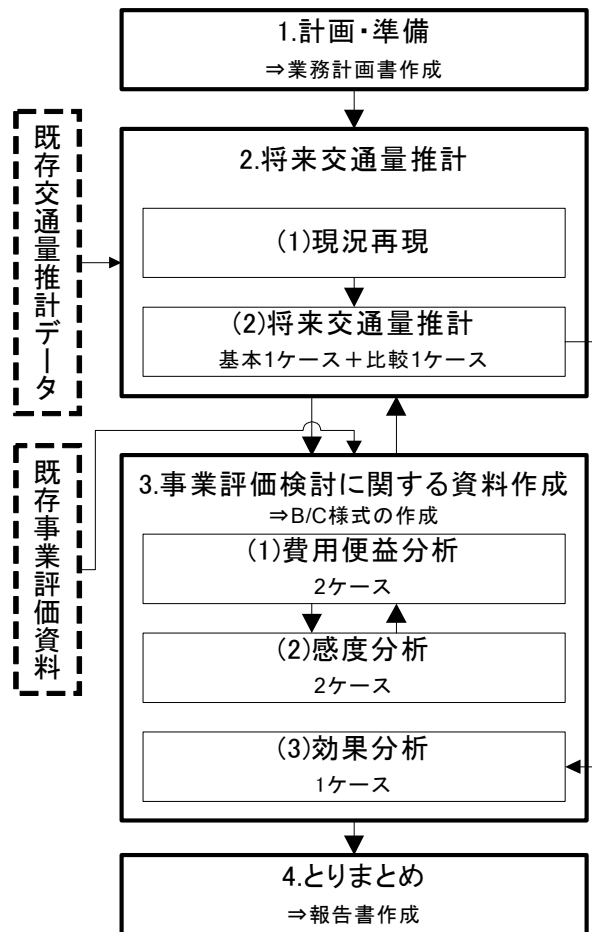 1.計画・準備
⇒業務計画書作成
既存交通量推計データ
2.将来交通量推計
(1)現況再現
(2)将来交通量推計
基本1ケース＋比較1ケース
既存事業評価資料
3.事業評価検討に関する資料作成
⇒B/C様式の作成
(1)費用便益分析
2ケース
(2)感度分析
2ケース
(3)効果分析
1ケース
4.とりまとめ
⇒報告書作成